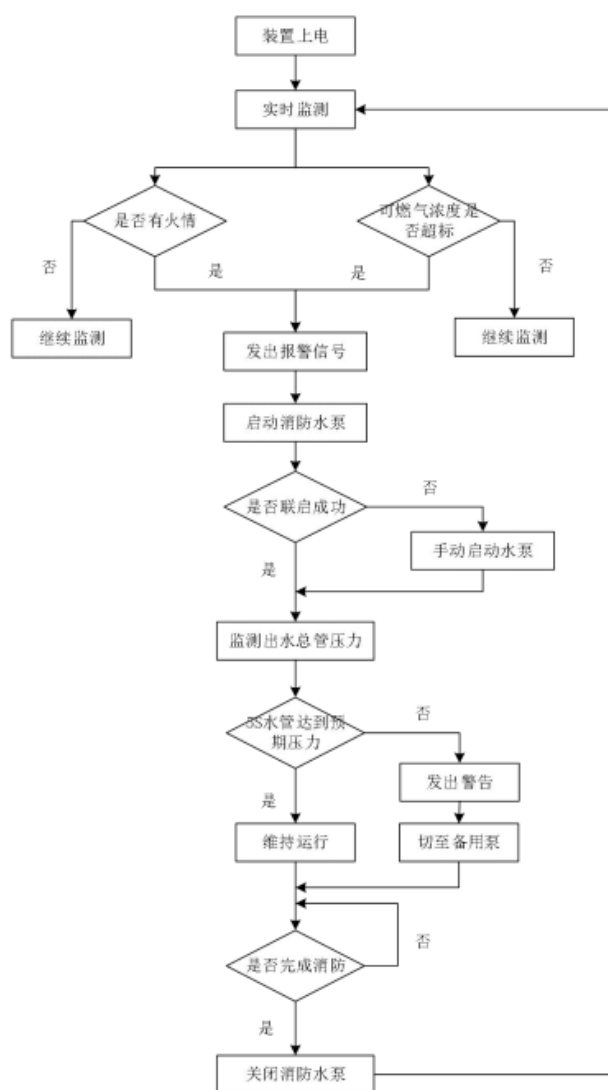 装置上电
实时监测
是否有火情
可燃气浓度是
否超标
否
是
是
否
继续监测
继续监测
发出报警信号
启动消防水泵
是否联启成功
否
手动启动水泵
是
监测出水总管压力
5S水管达到预
期压力
否
发出警告
是
维持运行
切至备用泵
是否完成消防
否
是
关闭消防水泵